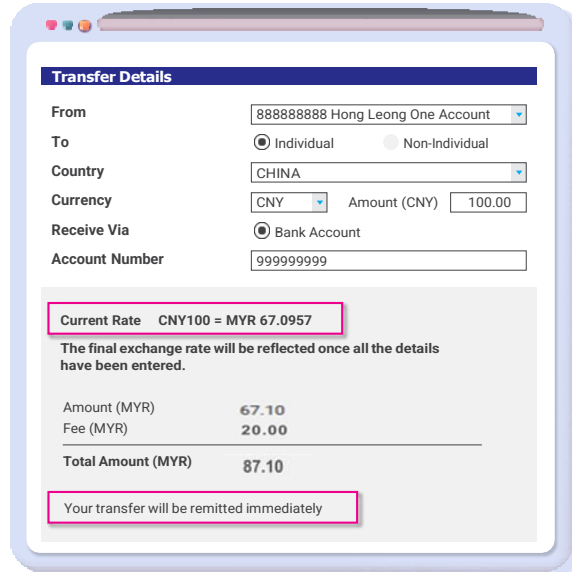 Transfer Details
From 888888888 Hong Leong One Account
To Individual Non-Individual
Country CHINA
Currency CNY Amount (CNY) 100.00
Receive Via Bank Account
Account Number 999999999
Current Rate CNY100 = MYR 67.0957
The final exchange rate will be reflected once all the details
have been entered.
Amount (MYR) 67.10
Fee (MYR) 20.00
Total Amount (MYR) 87.10
Your transfer will be remitted immediately